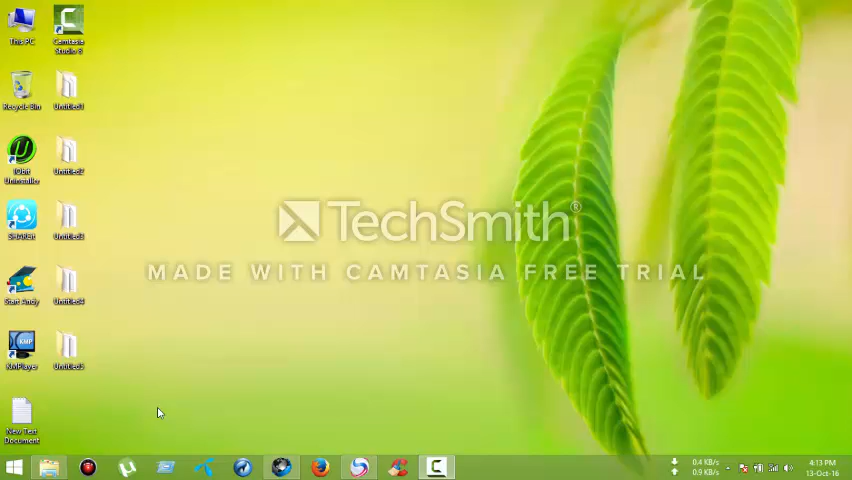 This PC
Camtasia
Studio 8
Recycle Bin
Untitled1
IObit
Uninstaller
Untitled2
SHAREit
Untitled3
Start Andy
Untitled4
KMP
KMPlayer
Untitled5
New Text
Document
TechSmith®
MADE WITH CAMTASIA FREE TRIAL
0.4 KB/s
0.9 KB/s
4:13 PM
13-Oct-16